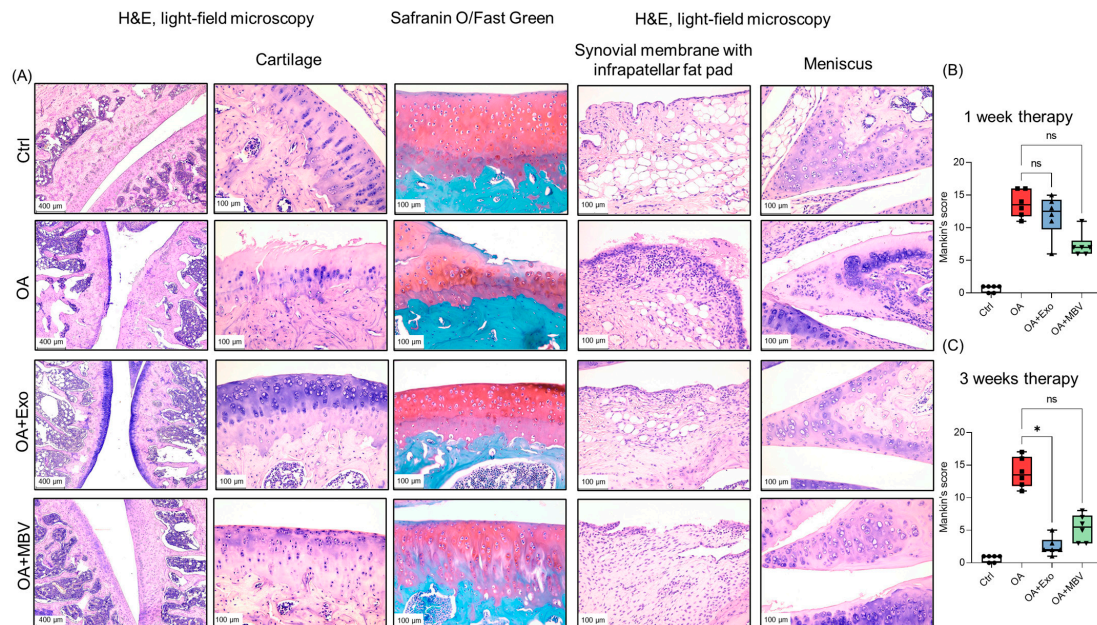 H&E, light-field microscopy
Safranin O/Fast Green
H&E, light-field microscopy
Cartilage
Synovial membrane with
infrapatellar fat pad
Meniscus
(A)
Ctrl
400 µm
100 µm
100 µm
100 µm
100 µm
OA
400 µm
100 µm
100 µm
100 µm
100 µm
OA+Exo
400 µm
100 µm
100 µm
100 µm
100 µm
OA+MBV
400 µm
100 µm
100 µm
100 µm
100 µm
(B)
1 week therapy
ns
ns
Mankin's score
20
15
10
5
0
Ctrl
OA
OA+Exo
OA+MBV
(C)
3 weeks therapy
ns
*
Mankin's score
20
15
10
5
0
Ctrl
OA
OA+Exo
OA+MBV